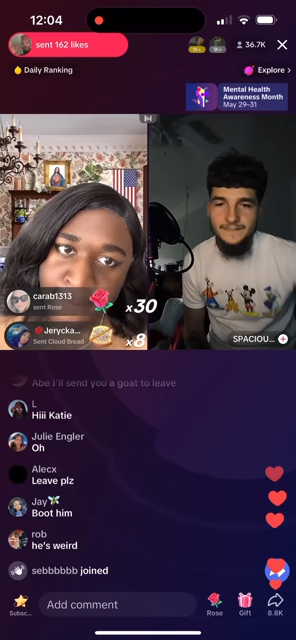 12:04
sent 162 likes
1K+
1K+
36.7K
Daily Ranking
Explore >
Mental Health
Awareness Month
May 29–31
carab1313
sent Rose
x30
Jerycka...
Sent Cloud Bread
x8
SPACIOU...
Abe I'll send you a goat to leave
L
Hiii Katie
Julie Engler
Oh
Alecx
Leave plz
Jay
Boot him
rob
he's weird
sebbbbbb joined
Subsc...
Add comment
Rose
Gift
8.8K